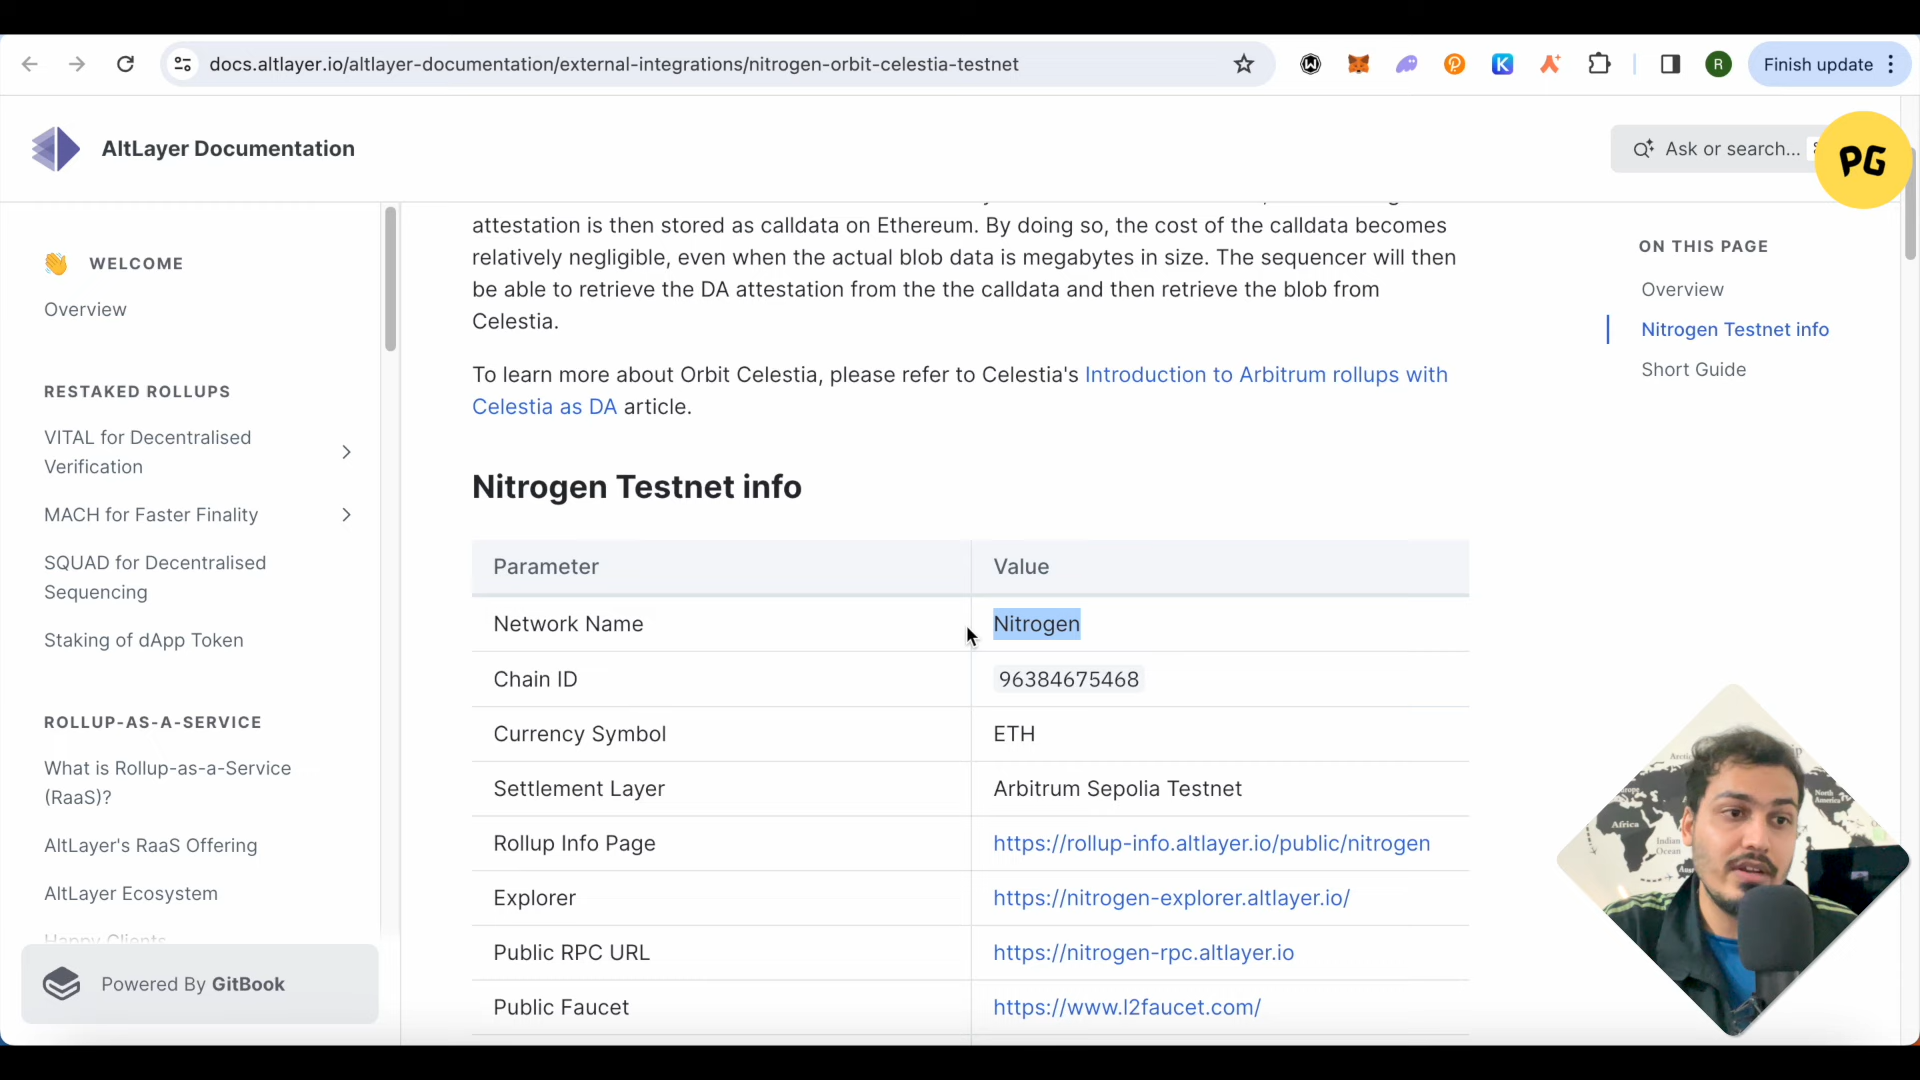 docs.altlayer.io/altlayer-documentation/external-integrations/nitrogen-orbit-celestia-testnet
R
Finish update
AltLayer Documentation
Ask or search...
PG
WELCOME
Overview
RESTAKED ROLLUPS
VITAL for Decentralised
Verification
MACH for Faster Finality
SQUAD for Decentralised
Sequencing
Staking of dApp Token
ROLLUP-AS-A-SERVICE
What is Rollup-as-a-Service
(RaaS)?
AltLayer's RaaS Offering
AltLayer Ecosystem
Happy Clients
Powered By GitBook
attestation is then stored as calldata on Ethereum. By doing so, the cost of the calldata becomes
relatively negligible, even when the actual blob data is megabytes in size. The sequencer will then
be able to retrieve the DA attestation from the the calldata and then retrieve the blob from
Celestia.
To learn more about Orbit Celestia, please refer to Celestia's Introduction to Arbitrum rollups with
Celestia as DA article.
Nitrogen Testnet info
Parameter Value
Network Name Nitrogen
Chain ID 96384675468
Currency Symbol ETH
Settlement Layer Arbitrum Sepolia Testnet
Rollup Info Page https://rollup-info.altlayer.io/public/nitrogen
Explorer https://nitrogen-explorer.altlayer.io/
Public RPC URL https://nitrogen-rpc.altlayer.io
Public Faucet https://www.l2faucet.com/
ON THIS PAGE
Overview
Nitrogen Testnet info
Short Guide
Africa
Indian
Ocean
North
America